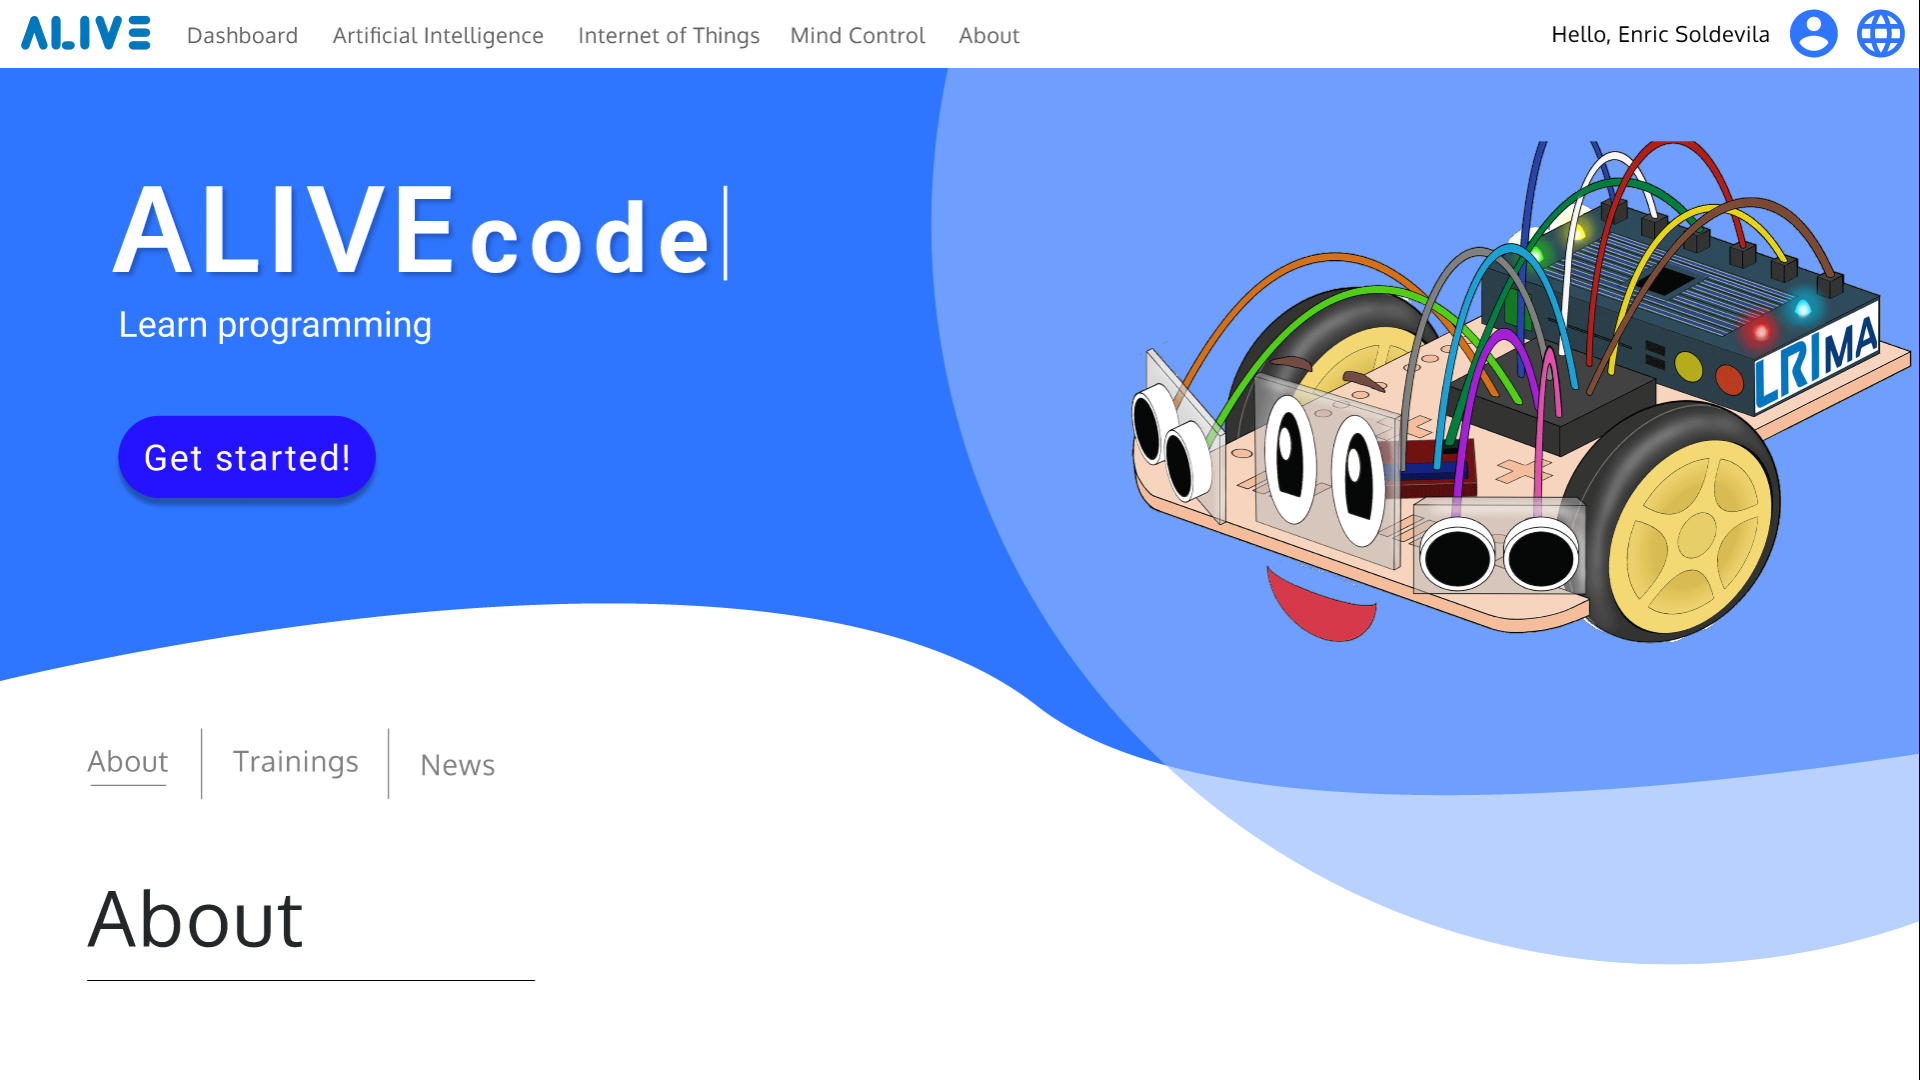 ALIVE Dashboard Artificial Intelligence Internet of Things Mind Control About Hello, Enric Soldevila
ALIVEcode
Learn programming
Get started!
LRIMA
About Trainings News
About